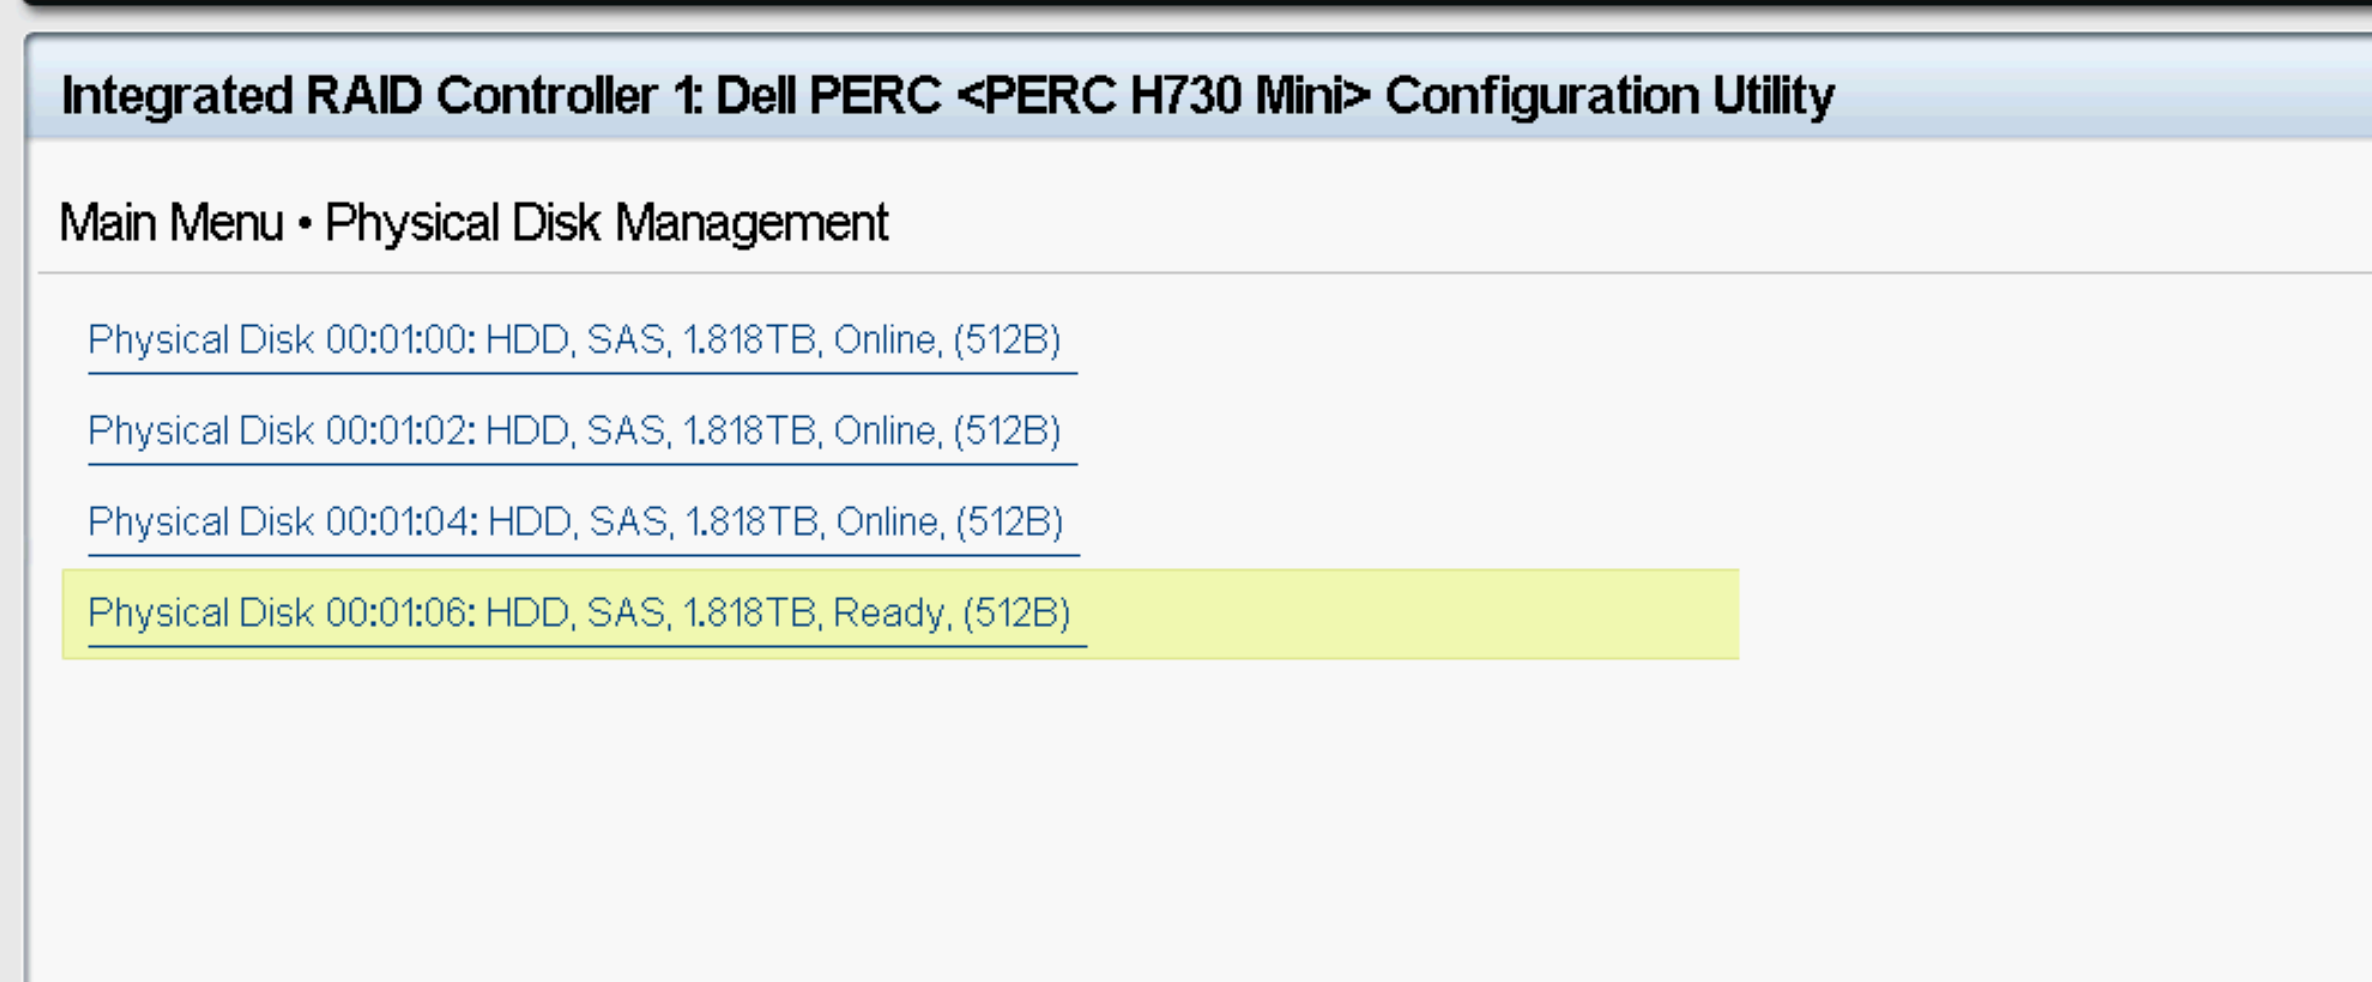 Integrated RAID Controller 1: Dell PERC <PERC H730 Mini> Configuration Utility
Main Menu • Physical Disk Management
Physical Disk 00:01:00: HDD, SAS, 1.818TB, Online, (512B)
Physical Disk 00:01:02: HDD, SAS, 1.818TB, Online, (512B)
Physical Disk 00:01:04: HDD, SAS, 1.818TB, Online, (512B)
Physical Disk 00:01:06: HDD, SAS, 1.818TB, Ready, (512B)